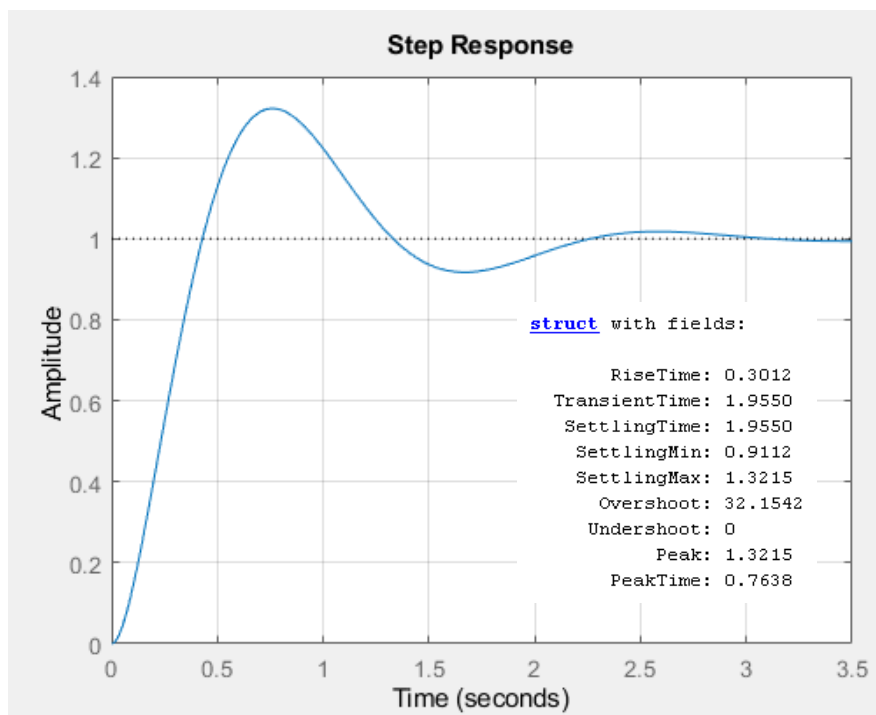 Step Response
1.4
1.2
1
0.8
0.6
0.4
0.2
0
Amplitude
struct with fields:
RiseTime: 0.3012
TransientTime: 1.9550
SettlingTime: 1.9550
SettlingMin: 0.9112
SettlingMax: 1.3215
Overshoot: 32.1542
Undershoot: 0
Peak: 1.3215
PeakTime: 0.7638
0 0.5 1 1.5 2 2.5 3 3.5
Time (seconds)